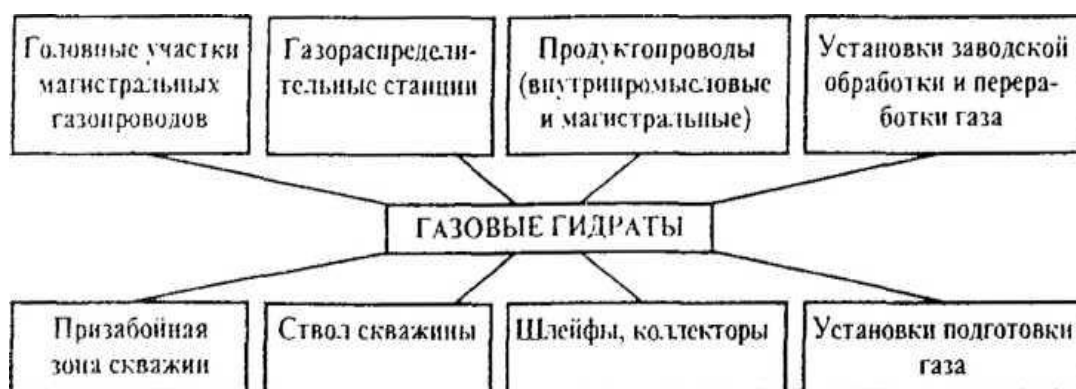 Головные участки
магистральных
газопроводов
Газораспредели-
тельные станции
Продуктопроводы
(внутрипромысловые
и магистральные)
Установки заводской
обработки и перера-
ботки газа
ГАЗОВЫЕ ГИДРАТЫ
Призабойная
зона скважин
Ствол скважины
Шлейфы, коллекторы
Установки подготовки
газа